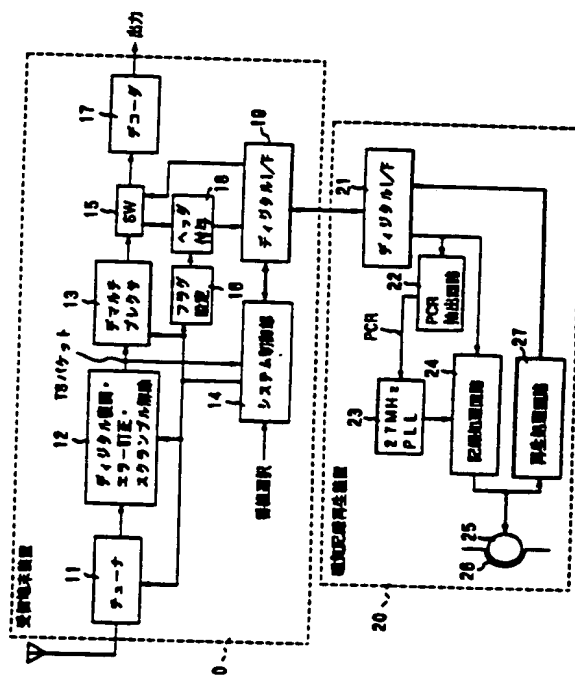 受信端末装置
11
チューナ
12
ディジタル復調・
エラー訂正・
スクランブル解除
TSパケット
13
デマルチ
プレクサ
15
SW
17
デコーダ
出力
16
フラグ
設定
18
ヘッダ
付与
14
システム制御部
19
ディジタルI/F
番組選択
0
磁気記録再生装置
20
21
ディジタルI/F
22
PCR
抽出回路
PCR
23
27MHz
PLL
24
記録処理回路
25
26
27
再生処理回路